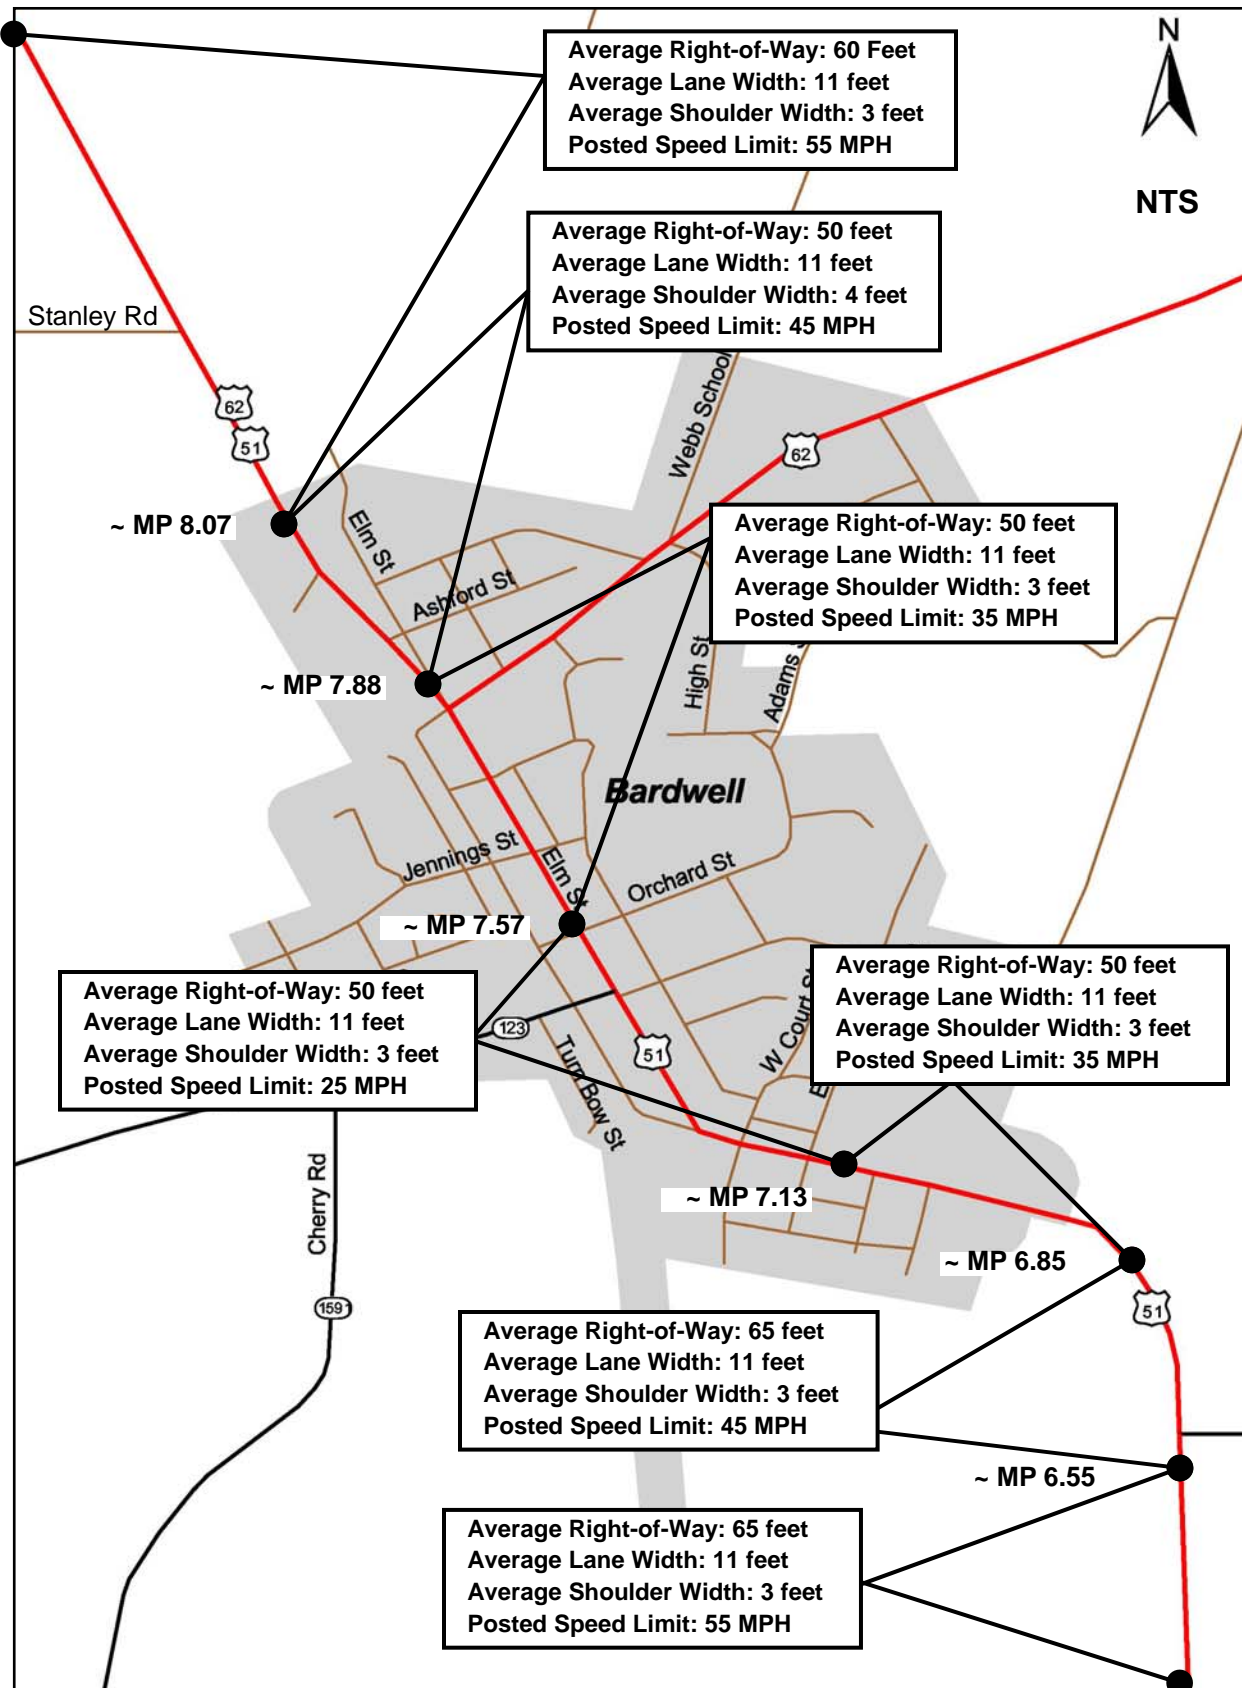 Average Right-of-Way: 60 Feet
Average Lane Width: 11 feet
Average Shoulder Width: 3 feet
Posted Speed Limit: 55 MPH
N
NTS
Average Right-of-Way: 50 feet
Average Lane Width: 11 feet
Average Shoulder Width: 4 feet
Posted Speed Limit: 45 MPH
Stanley Rd
62
51
Webb School
62
~ MP 8.07
Elm St
Ashford St
Average Right-of-Way: 50 feet
Average Lane Width: 11 feet
Average Shoulder Width: 3 feet
Posted Speed Limit: 35 MPH
~ MP 7.88
High St
Adams
Bardwell
Jennings St
Elm St
Orchard St
~ MP 7.57
Average Right-of-Way: 50 feet
Average Lane Width: 11 feet
Average Shoulder Width: 3 feet
Posted Speed Limit: 25 MPH
123
51
Turn Bow St
W Court St
Average Right-of-Way: 50 feet
Average Lane Width: 11 feet
Average Shoulder Width: 3 feet
Posted Speed Limit: 35 MPH
E
~ MP 7.13
Cherry Rd
1591
~ MP 6.85
51
Average Right-of-Way: 65 feet
Average Lane Width: 11 feet
Average Shoulder Width: 3 feet
Posted Speed Limit: 45 MPH
~ MP 6.55
Average Right-of-Way: 65 feet
Average Lane Width: 11 feet
Average Shoulder Width: 3 feet
Posted Speed Limit: 55 MPH